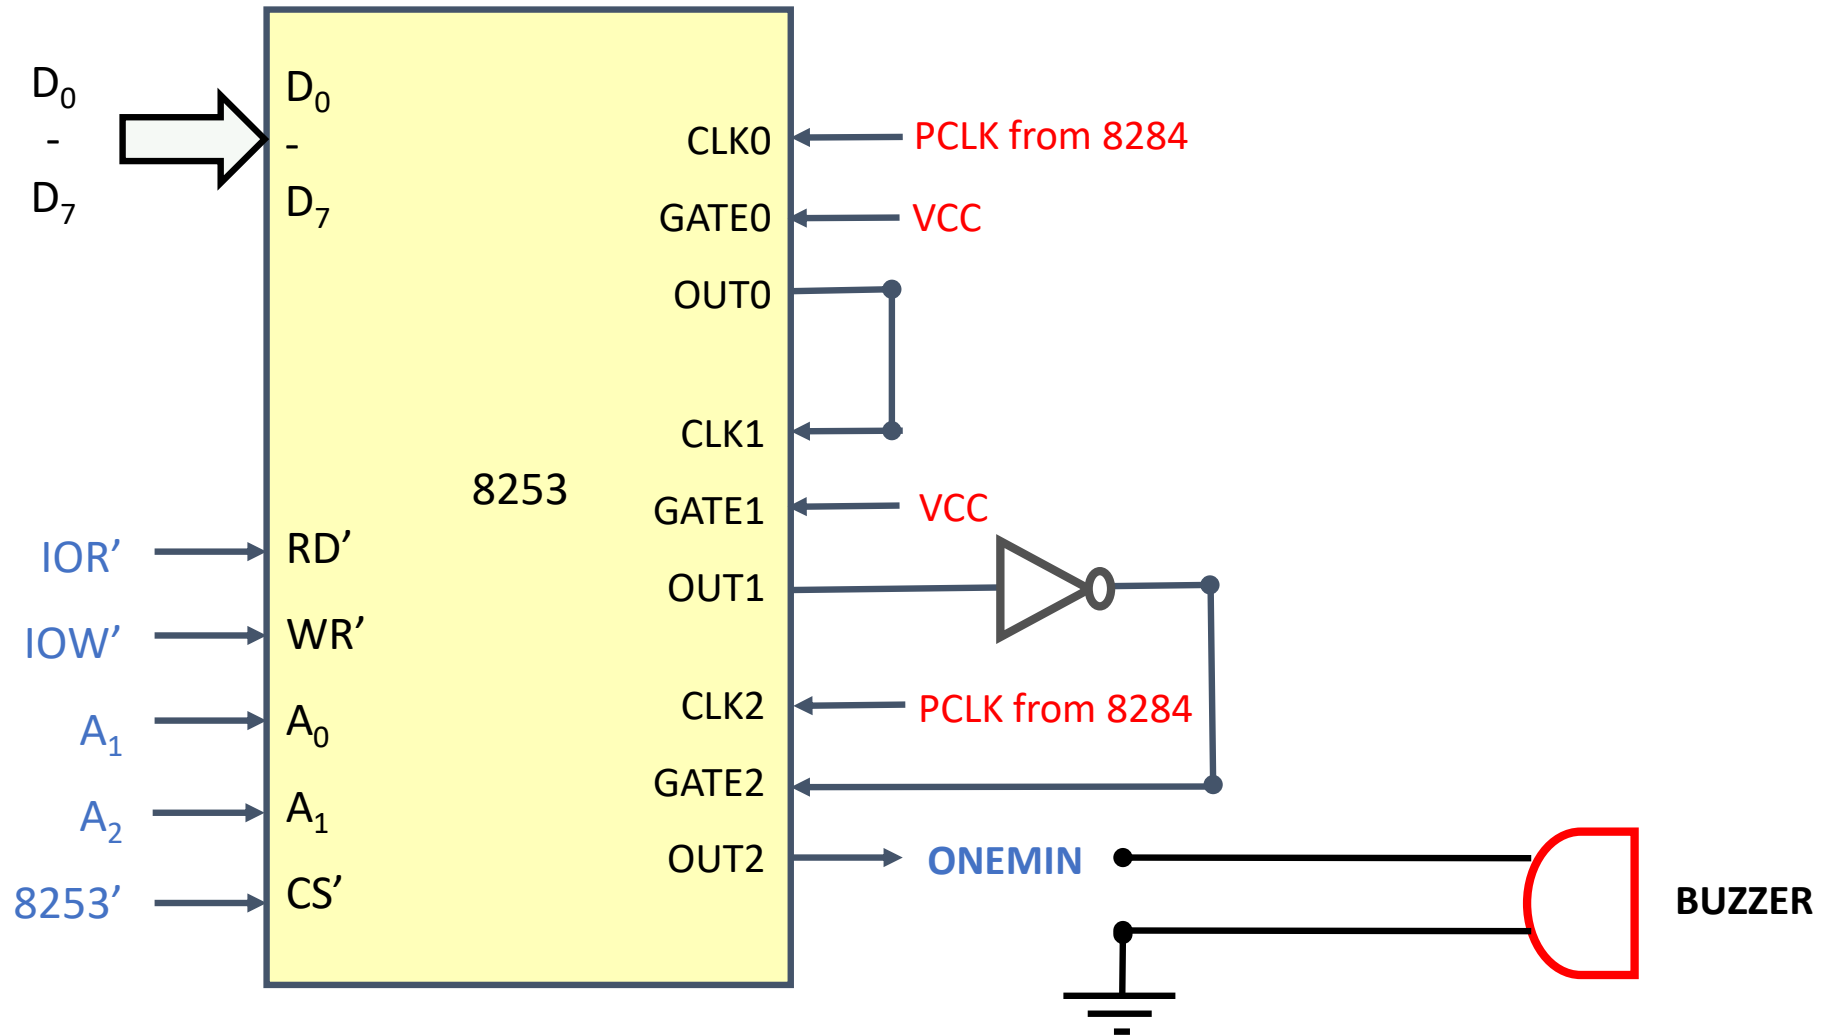 D₀
-
D₇
D₀
-
D₇
CLK0
PCLK from 8284
GATE0
VCC
OUT0
CLK1
8253
GATE1
VCC
IOR’
RD’
OUT1
IOW’
WR’
A₁
A₀
CLK2
PCLK from 8284
GATE2
A₂
A₁
OUT2
ONEMIN
8253’
CS’
BUZZER